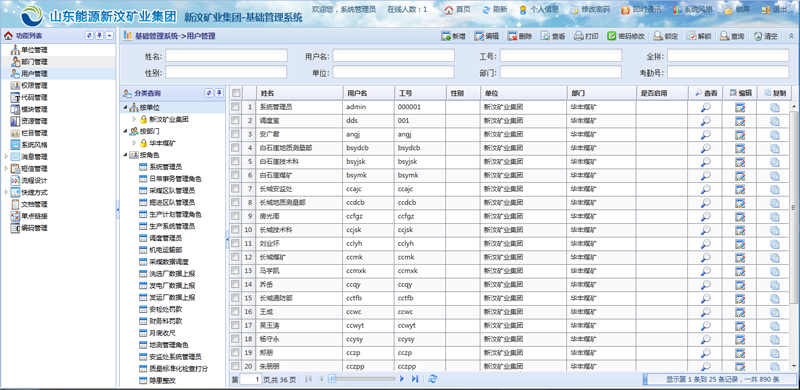 山东能源新汶矿业集团 新汶矿业集团-基础管理系统 欢迎您，系统管理员 在线人数：1 首页 刷新 个人信息 修改密码 即时通讯 系统风格 锁屏 退出
功能列表
单位管理
部门管理
用户管理
权限管理
代码管理
模块管理
资源管理
栏目管理
系统风格
消息管理
短信管理
流程设计
快捷方式
文档管理
单点链接
编码管理
基础管理系统->用户管理 新增 编辑 删除 查看 打印 密码修改 锁定 解锁 查询 清空
姓名: 用户名: 工号: 全拼:
性别: 单位: 部门: 考勤号:
分类查询
按单位
新汶矿业集团
按部门
华丰煤矿
按角色
系统管理员
日常事务管理角色
采煤区队管理员
掘进区队管理员
生产计划管理角色
生产系统管理员
调度管理员
机电运输部
采煤数据调度
洗选厂数据上报
发电厂数据上报
发运厂数据上报
安检处罚款
财务科罚款
月底收尺
地测管理角色
安监处系统管理员
质量标准化检查打分
隐患整改
姓名 用户名 工号 性别 单位 部门 是否启用 查看 编辑 复制
1 系统管理员 admin 000001 新汶矿业集团 华丰煤矿
2 调度室 dds 001 新汶矿业集团 华丰煤矿
3 安广君 angj angj 新汶矿业集团 华丰煤矿
4 白石崖地质测量部 bsydcb bsydcb 新汶矿业集团 华丰煤矿
5 白石崖技术科 bsyjsk bsyjsk 新汶矿业集团 华丰煤矿
6 白石崖煤矿 bsymk bsymk 新汶矿业集团 华丰煤矿
7 长城安监处 ccajc ccajc 新汶矿业集团 华丰煤矿
8 长城地质测量部 ccdcb ccdcb 新汶矿业集团 华丰煤矿
9 房光周 ccfgz ccfgz 新汶矿业集团 华丰煤矿
10 长城技术科 ccjsk ccjsk 新汶矿业集团 华丰煤矿
11 刘业怀 cclyh cclyh 新汶矿业集团 华丰煤矿
12 长城煤矿 ccmk ccmk 新汶矿业集团 华丰煤矿
13 马学凯 ccmxk ccmxk 新汶矿业集团 华丰煤矿
14 乔岳 ccqy ccqy 新汶矿业集团 华丰煤矿
15 长城通防部 cctfb cctfb 新汶矿业集团 华丰煤矿
16 王成 ccwc ccwc 新汶矿业集团 华丰煤矿
17 吴玉涛 ccwyt ccwyt 新汶矿业集团 华丰煤矿
18 杨守永 ccysy ccysy 新汶矿业集团 华丰煤矿
19 郑朋 cczp cczp 新汶矿业集团 华丰煤矿
20 朱朋朋 cczpp cczpp 新汶矿业集团 华丰煤矿
第 1 页,共 36 页 显示第 1 条到 25 条记录，一共 890 条